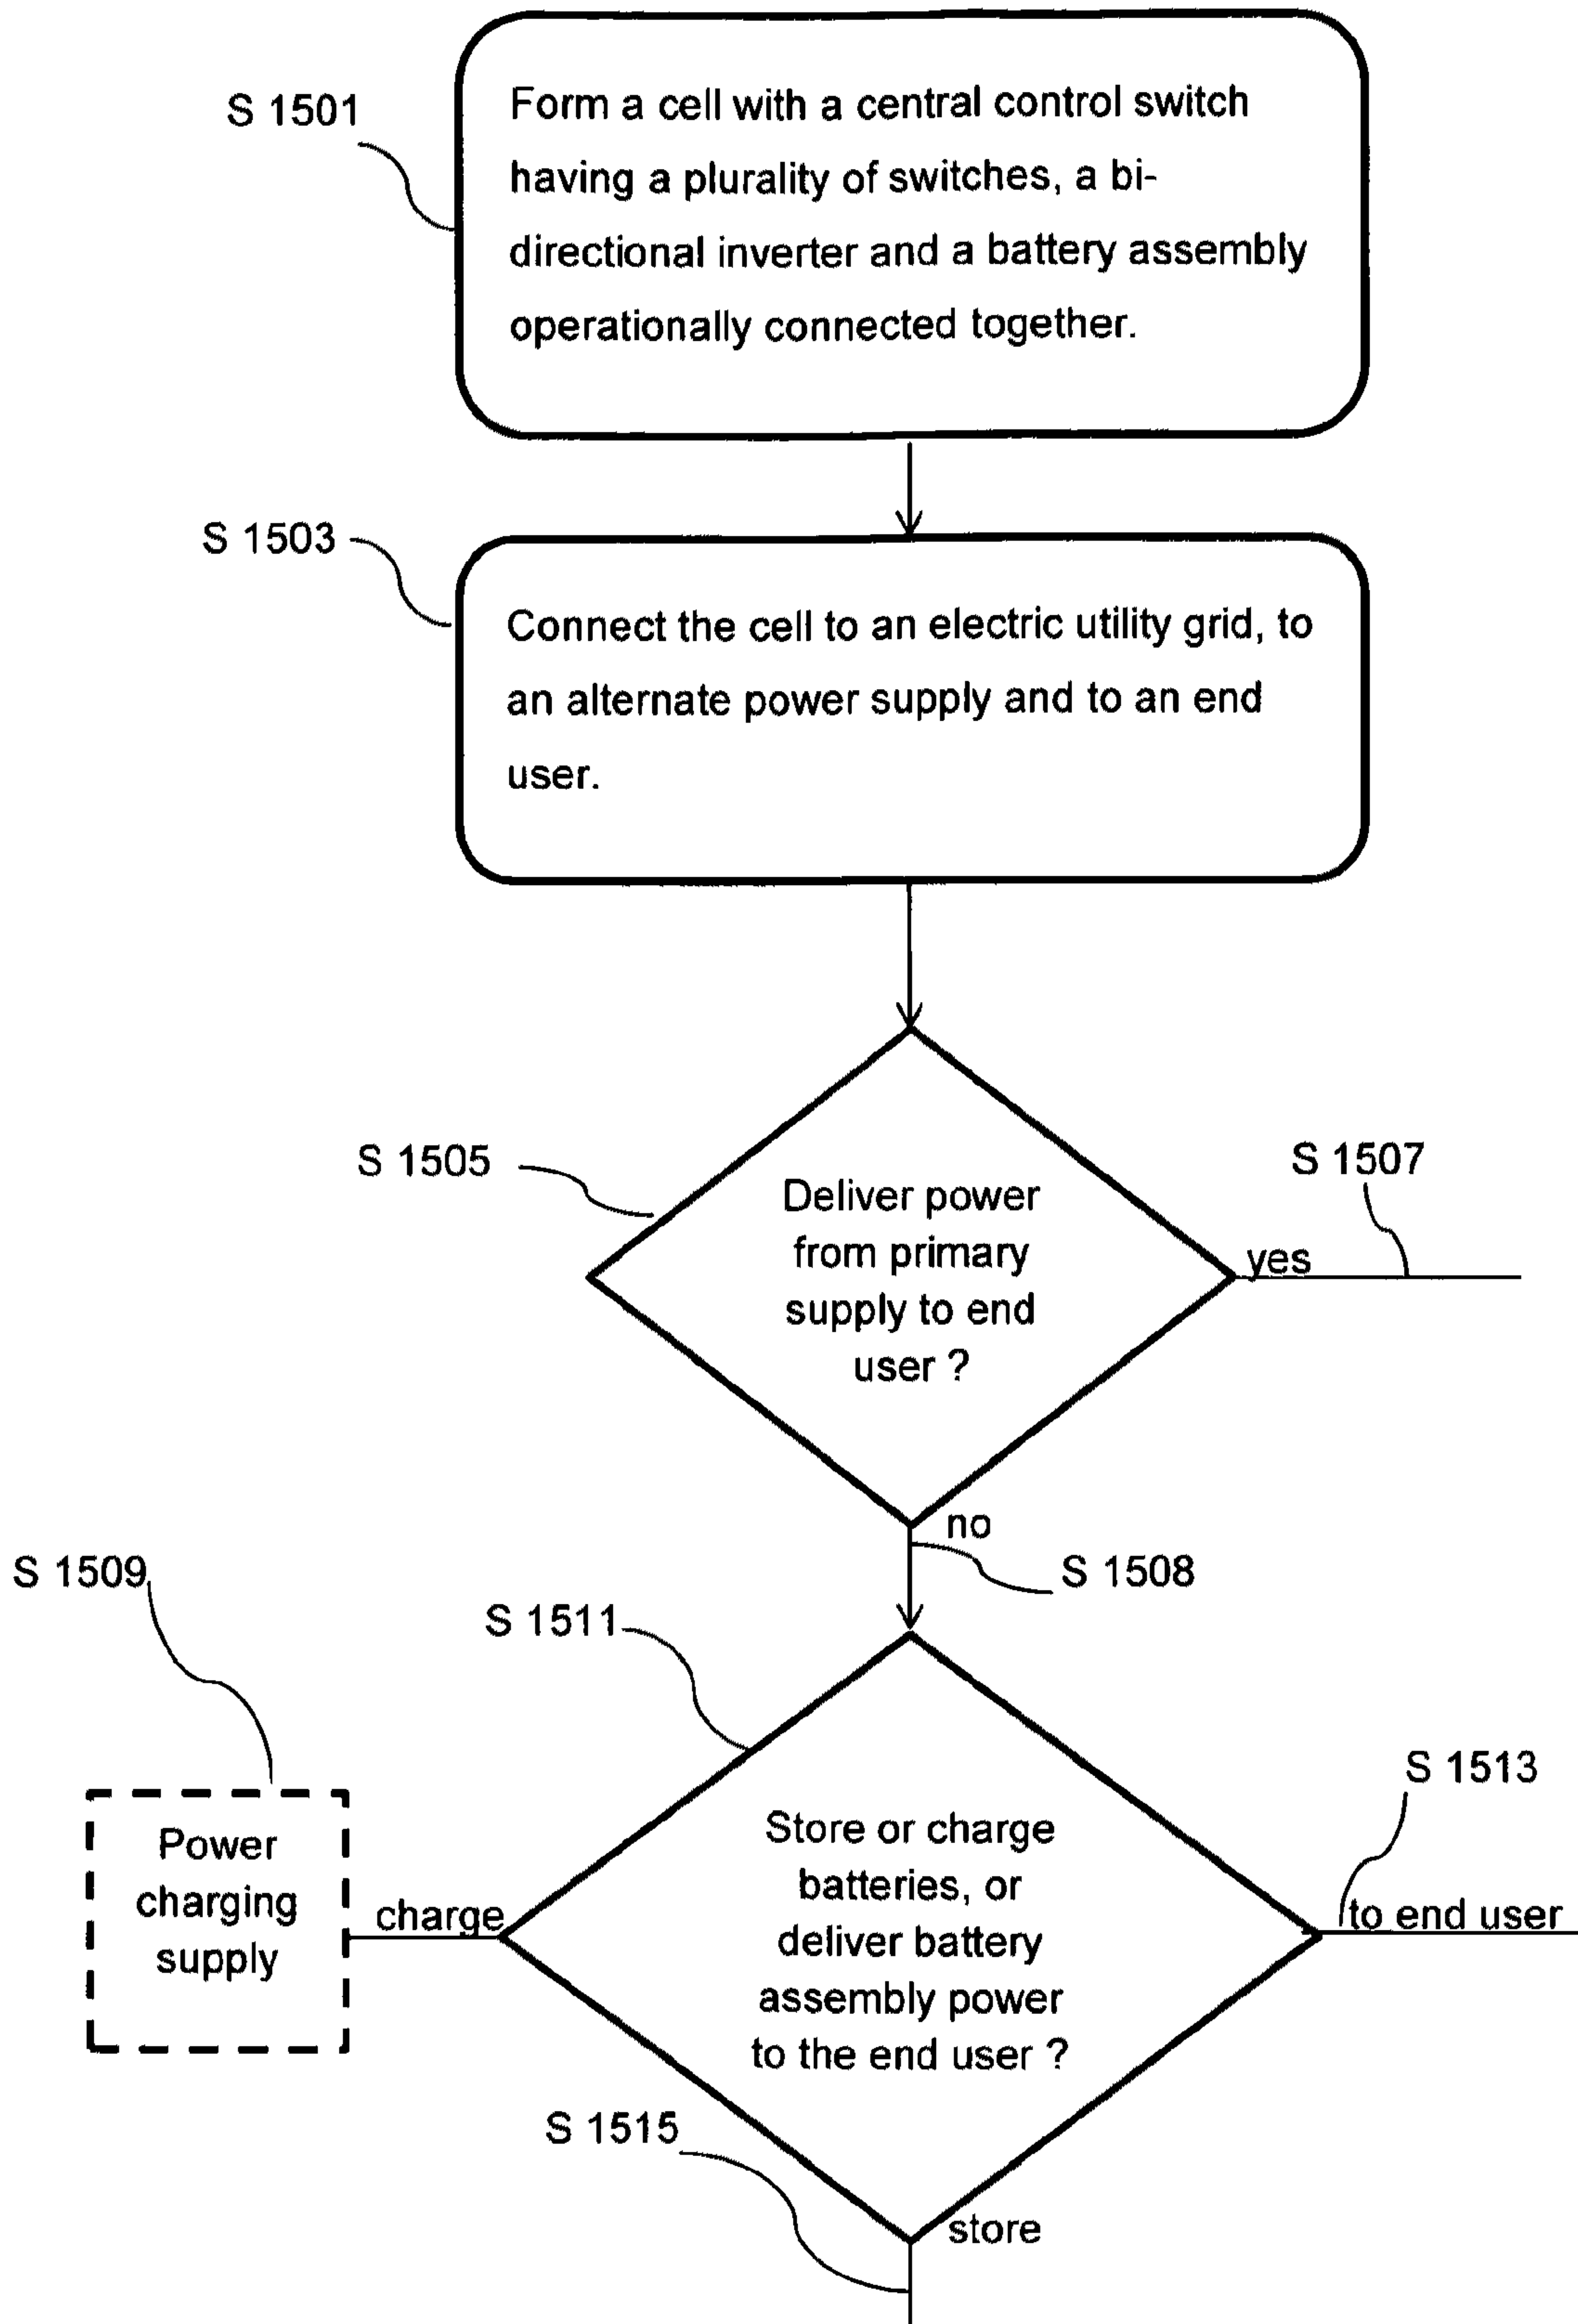 S 1501
Form a cell with a central control switch
having a plurality of switches, a bi-
directional inverter and a battery assembly
operationally connected together.
S 1503
Connect the cell to an electric utility grid, to
an alternate power supply and to an end
user.
S 1505
Deliver power
from primary
supply to end
user ?
S 1507
yes
no
S 1508
S 1509
S 1511
Power
charging
supply
charge
Store or charge
batteries, or
deliver battery
assembly power
to the end user ?
S 1513
to end user
S 1515
store